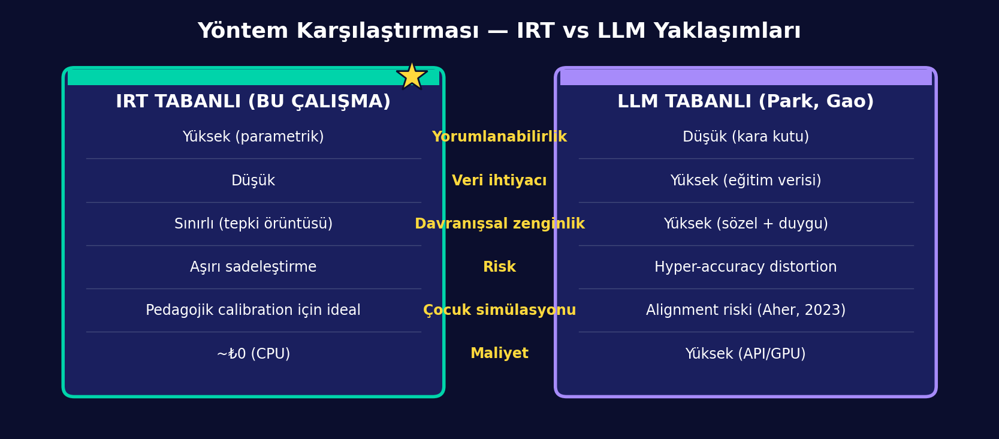 Yöntem Karşılaştırması — IRT vs LLM Yaklaşımları
IRT TABANLI (BU ÇALIŞMA)
LLM TABANLI (Park, Gao)
Yüksek (parametrik)
Yorumlanabilirlik
Düşük (kara kutu)
Düşük
Veri ihtiyacı
Yüksek (eğitim verisi)
Sınırlı (tepki örüntüsü)
Davranışsal zenginlik
Yüksek (sözel + duygu)
Aşırı sadeleştirme
Risk
Hyper-accuracy distortion
Pedagojik calibration için ideal
Çocuk simülasyonu
Alignment riski (Aher, 2023)
~₺0 (CPU)
Maliyet
Yüksek (API/GPU)